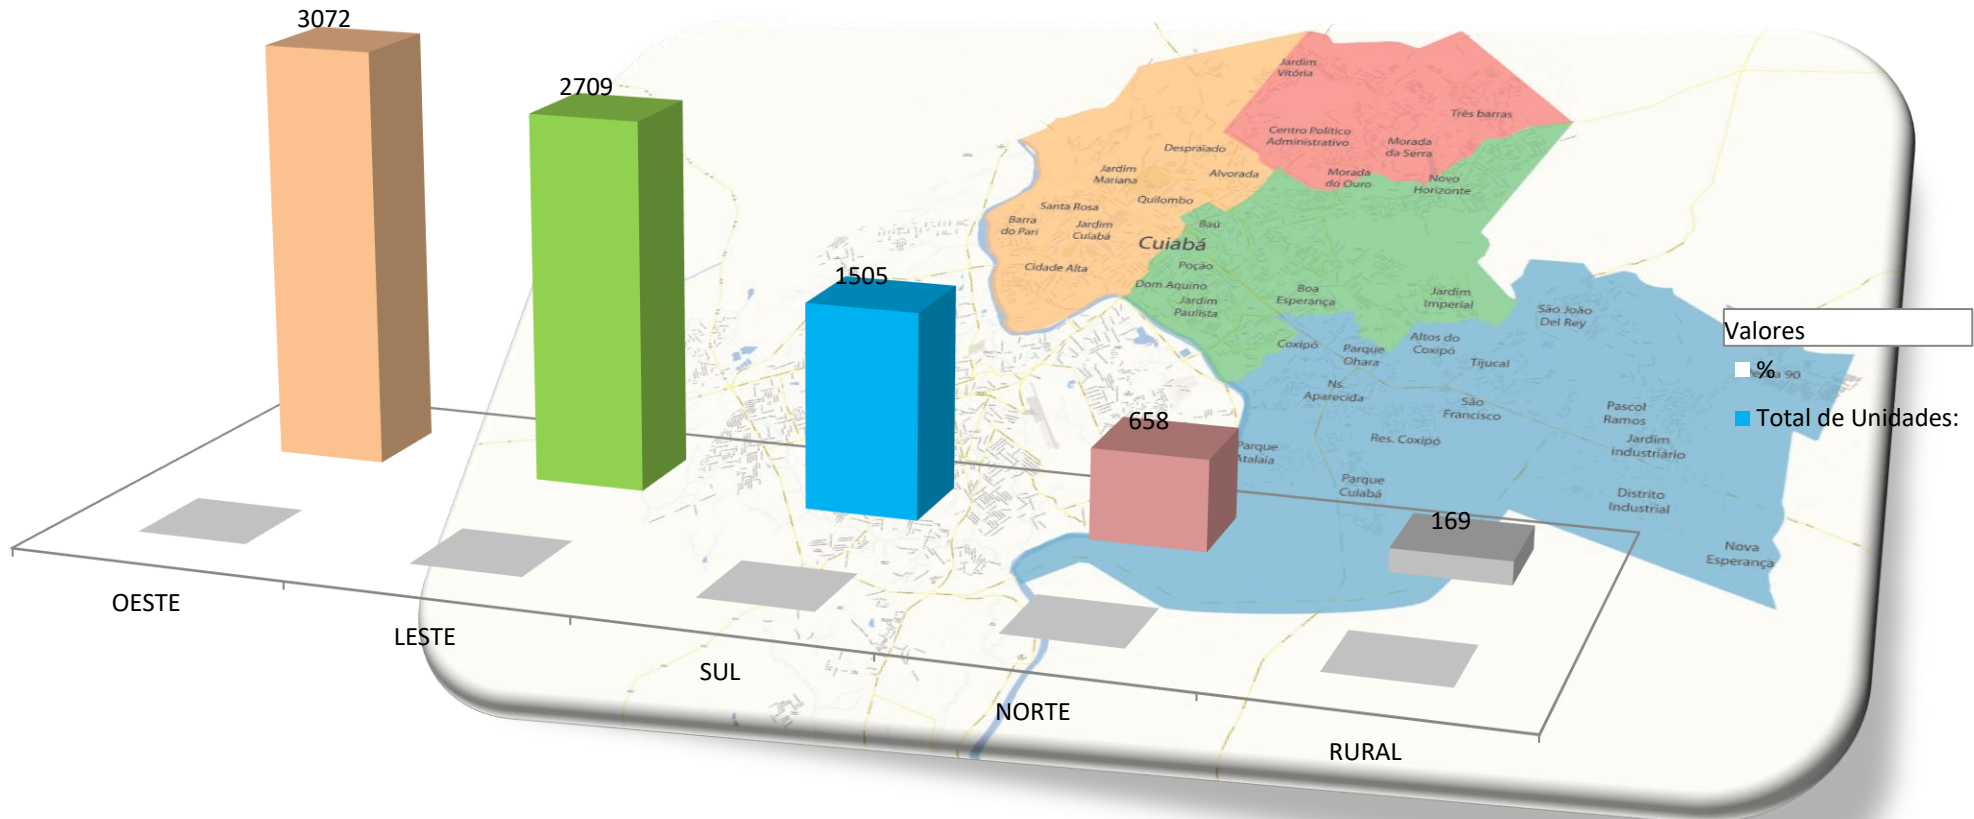 3072
2709
1505
658
169
OESTE
LESTE
SUL
NORTE
RURAL
Valores
%
Total de Unidades:
Jardim
Vitória
Três barras
Centro Político
Administrativo
Morada
da Serra
Morada
do Ouro
Novo
Horizonte
Despraiado
Alvorada
Jardim
Mariana
Quilombo
Santa Rosa
Barra
do Pari
Jardim
Cuiabá
Cidade Alta
Baú
Cuiabá
Poção
Dom Aquino
Jardim
Paulista
Boa
Esperança
Jardim
Imperial
São João
Del Rey
Coxipó
Parque
Ohara
Altos do
Coxipó
Tijucal
Ns.
Aparecida
São
Francisco
Pascol
Ramos
Res. Coxipó
Jardim
Industriário
Parque
Atalaia
Parque
Cuiabá
Distrito
Industrial
Nova
Esperança
90